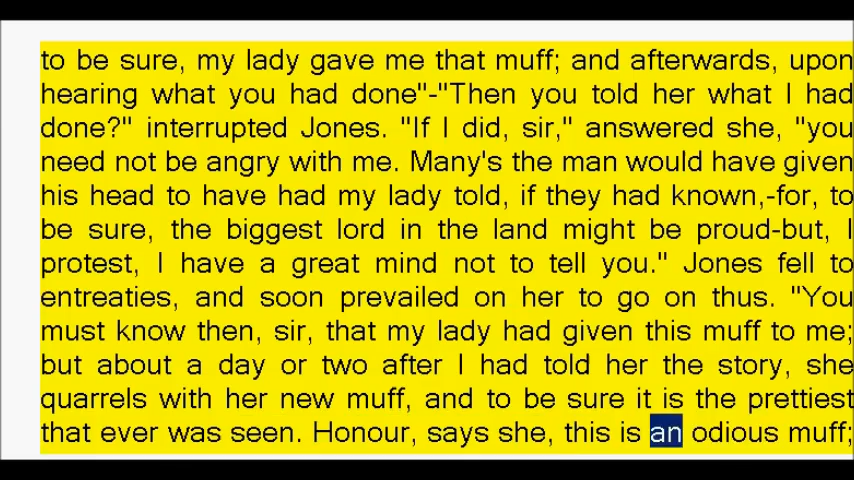 to be sure, my lady gave me that muff; and afterwards, upon
hearing what you had done"-"Then you told her what I had
done?" interrupted Jones. "If I did, sir," answered she, "you
need not be angry with me. Many's the man would have given
his head to have had my lady told, if they had known,-for, to
be sure, the biggest lord in the land might be proud-but, I
protest, I have a great mind not to tell you." Jones fell to
entreaties, and soon prevailed on her to go on thus. "You
must know then, sir, that my lady had given this muff to me;
but about a day or two after I had told her the story, she
quarrels with her new muff, and to be sure it is the prettiest
that ever was seen. Honour, says she, this is an odious muff;